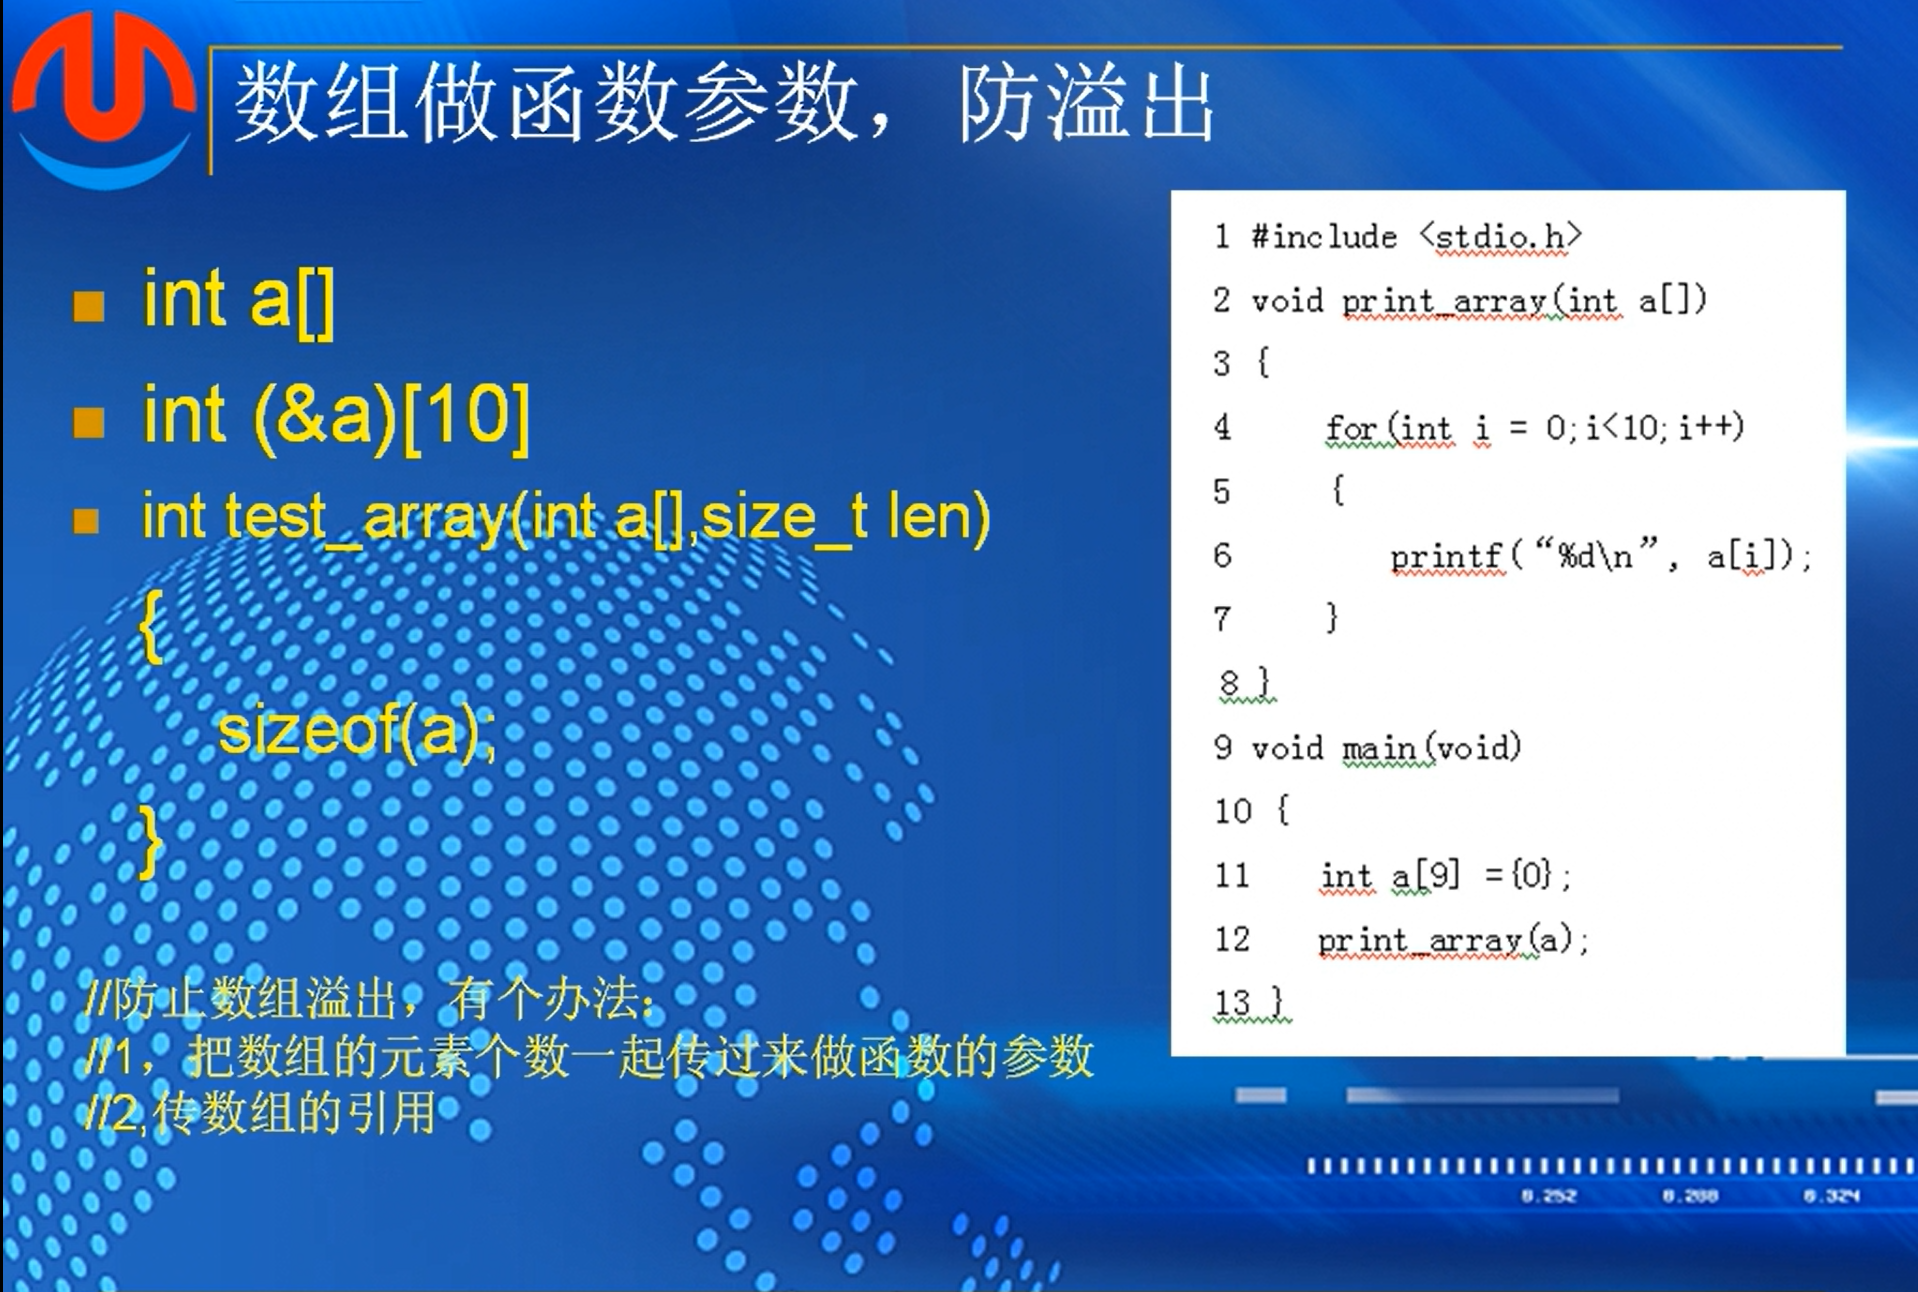 数组做函数参数，防溢出
int a[]
int (&a)[10]
int test_array(int a[],size_t len)
{
sizeof(a);
}
//防止数组溢出，有个办法：
//1，把数组的元素个数一起传过来做函数的参数
//2,传数组的引用
1 #include <stdio.h>
2 void print_array(int a[])
3 {
4 for(int i = 0;i<10;i++)
5 {
6 printf(“%d\n”, a[i]);
7 }
8 }
9 void main(void)
10 {
11 int a[9] ={0};
12 print_array(a);
13 }
0.252 0.288 0.324